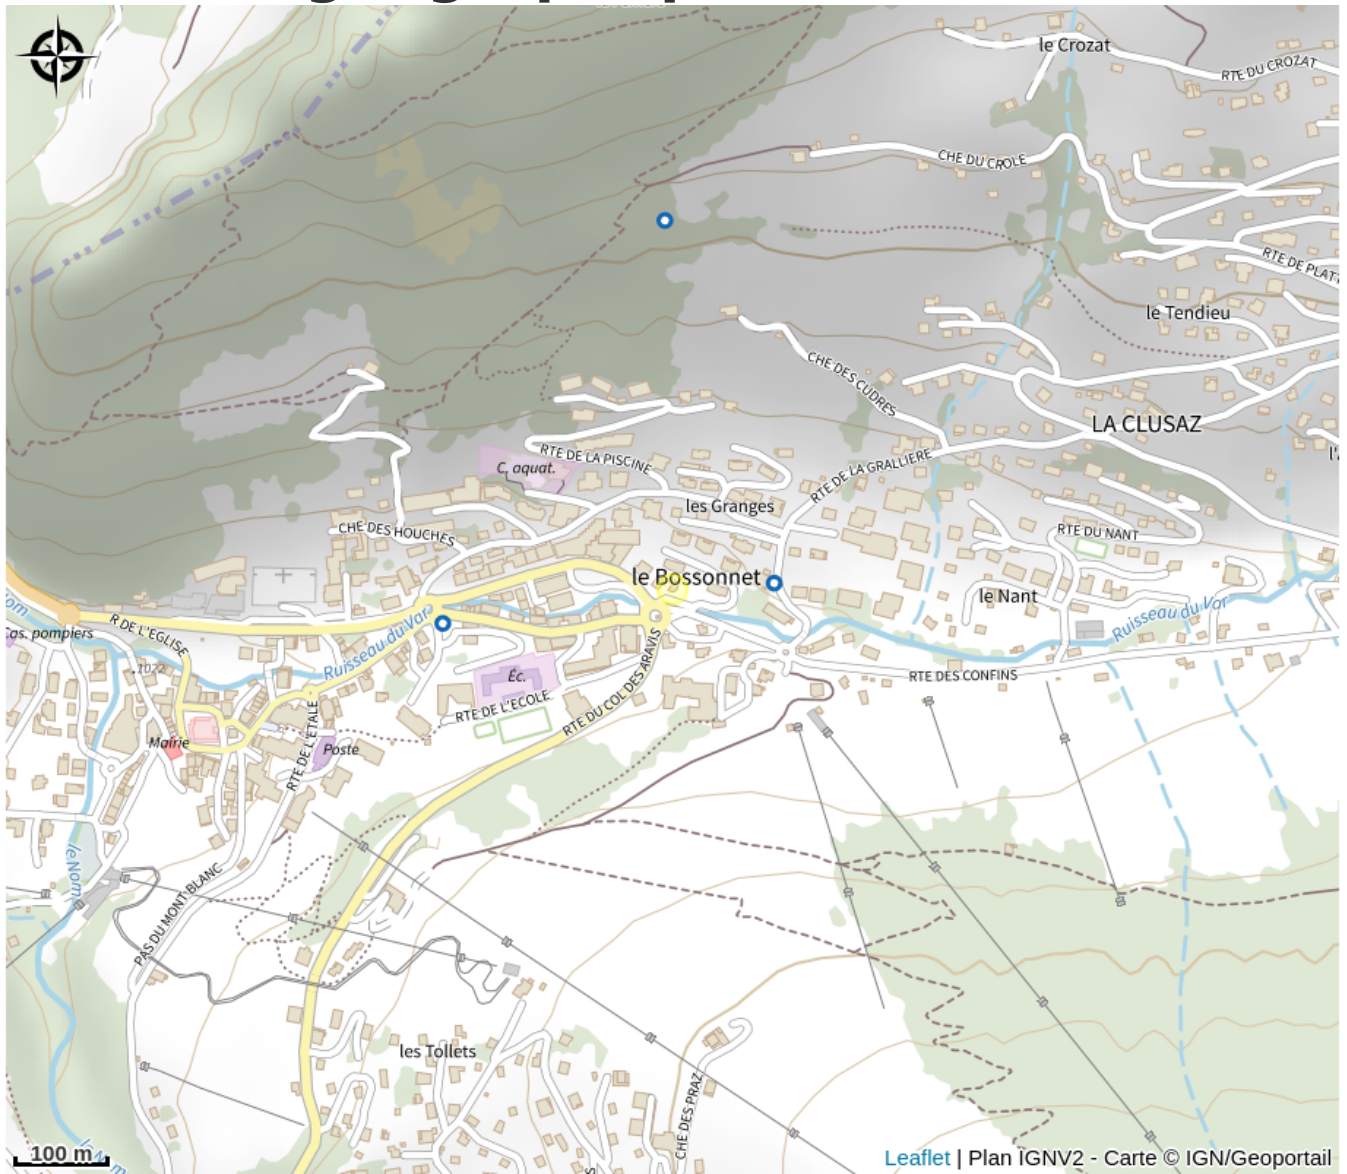 le Crozat
RTE DU CROZAT
CHE DU CROLE
RTE DE PLAT
le Tendieu
CHE DES CUDRES
LA CLUSAZ
RTE DE LA PISCINE
C. aquat.
RTE DE LA GRALLIERE
les Granges
CHE DES HOUCHES
RTE DU NANT
le Bossonnet
le Nant
Nom
cas. pompiers
R DE L'EGLISE
Ruisseau du Var
Ruisseau du Var
.1022
Éc.
RTE DES CONFINS
RTE DE L'ECOLE
RTE DU COL DES ARAVIS
Mairie
RTE DE L'ETALE
Poste
le Nom
PAS DU MONT-BLANC
les Tollets
CHE DES PRAZ
le Nom
100 m
Leaflet | Plan IGNV2 - Carte © IGN/Geoportail